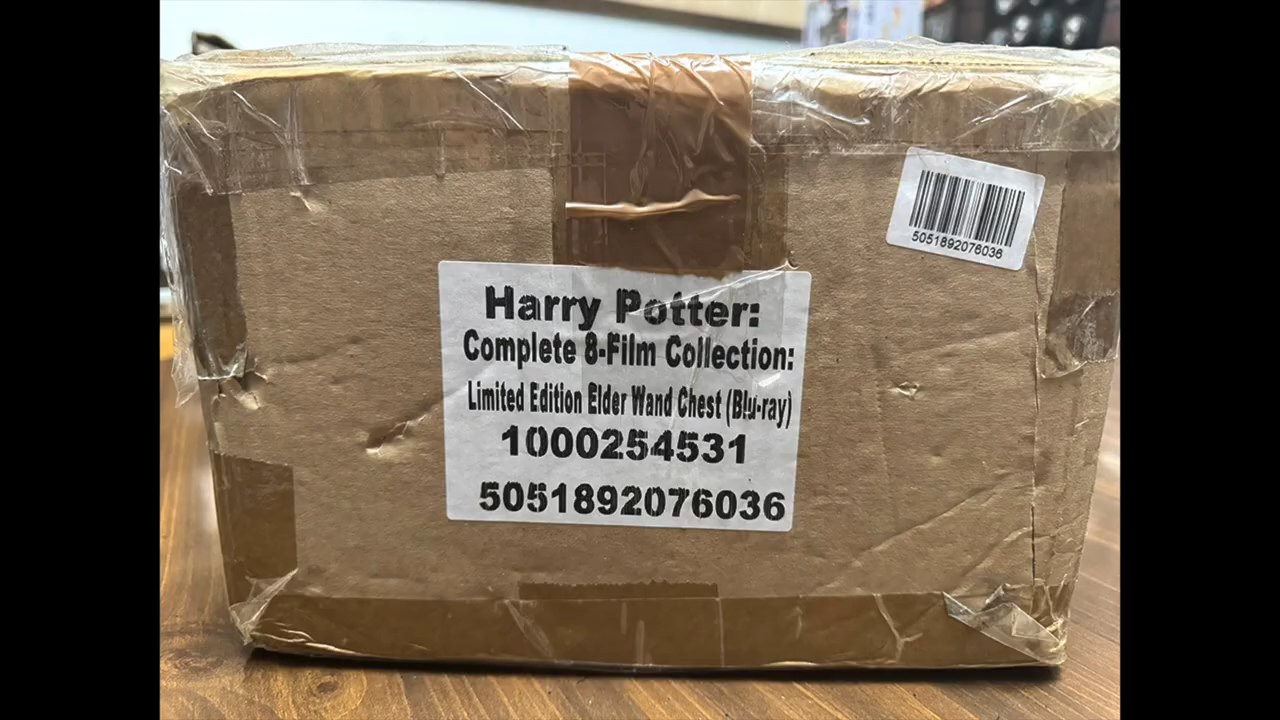 5051892076036
Harry Potter:
Complete 8-Film Collection:
Limited Edition Elder Wand Chest (Blu-ray)
1000254531
5051892076036